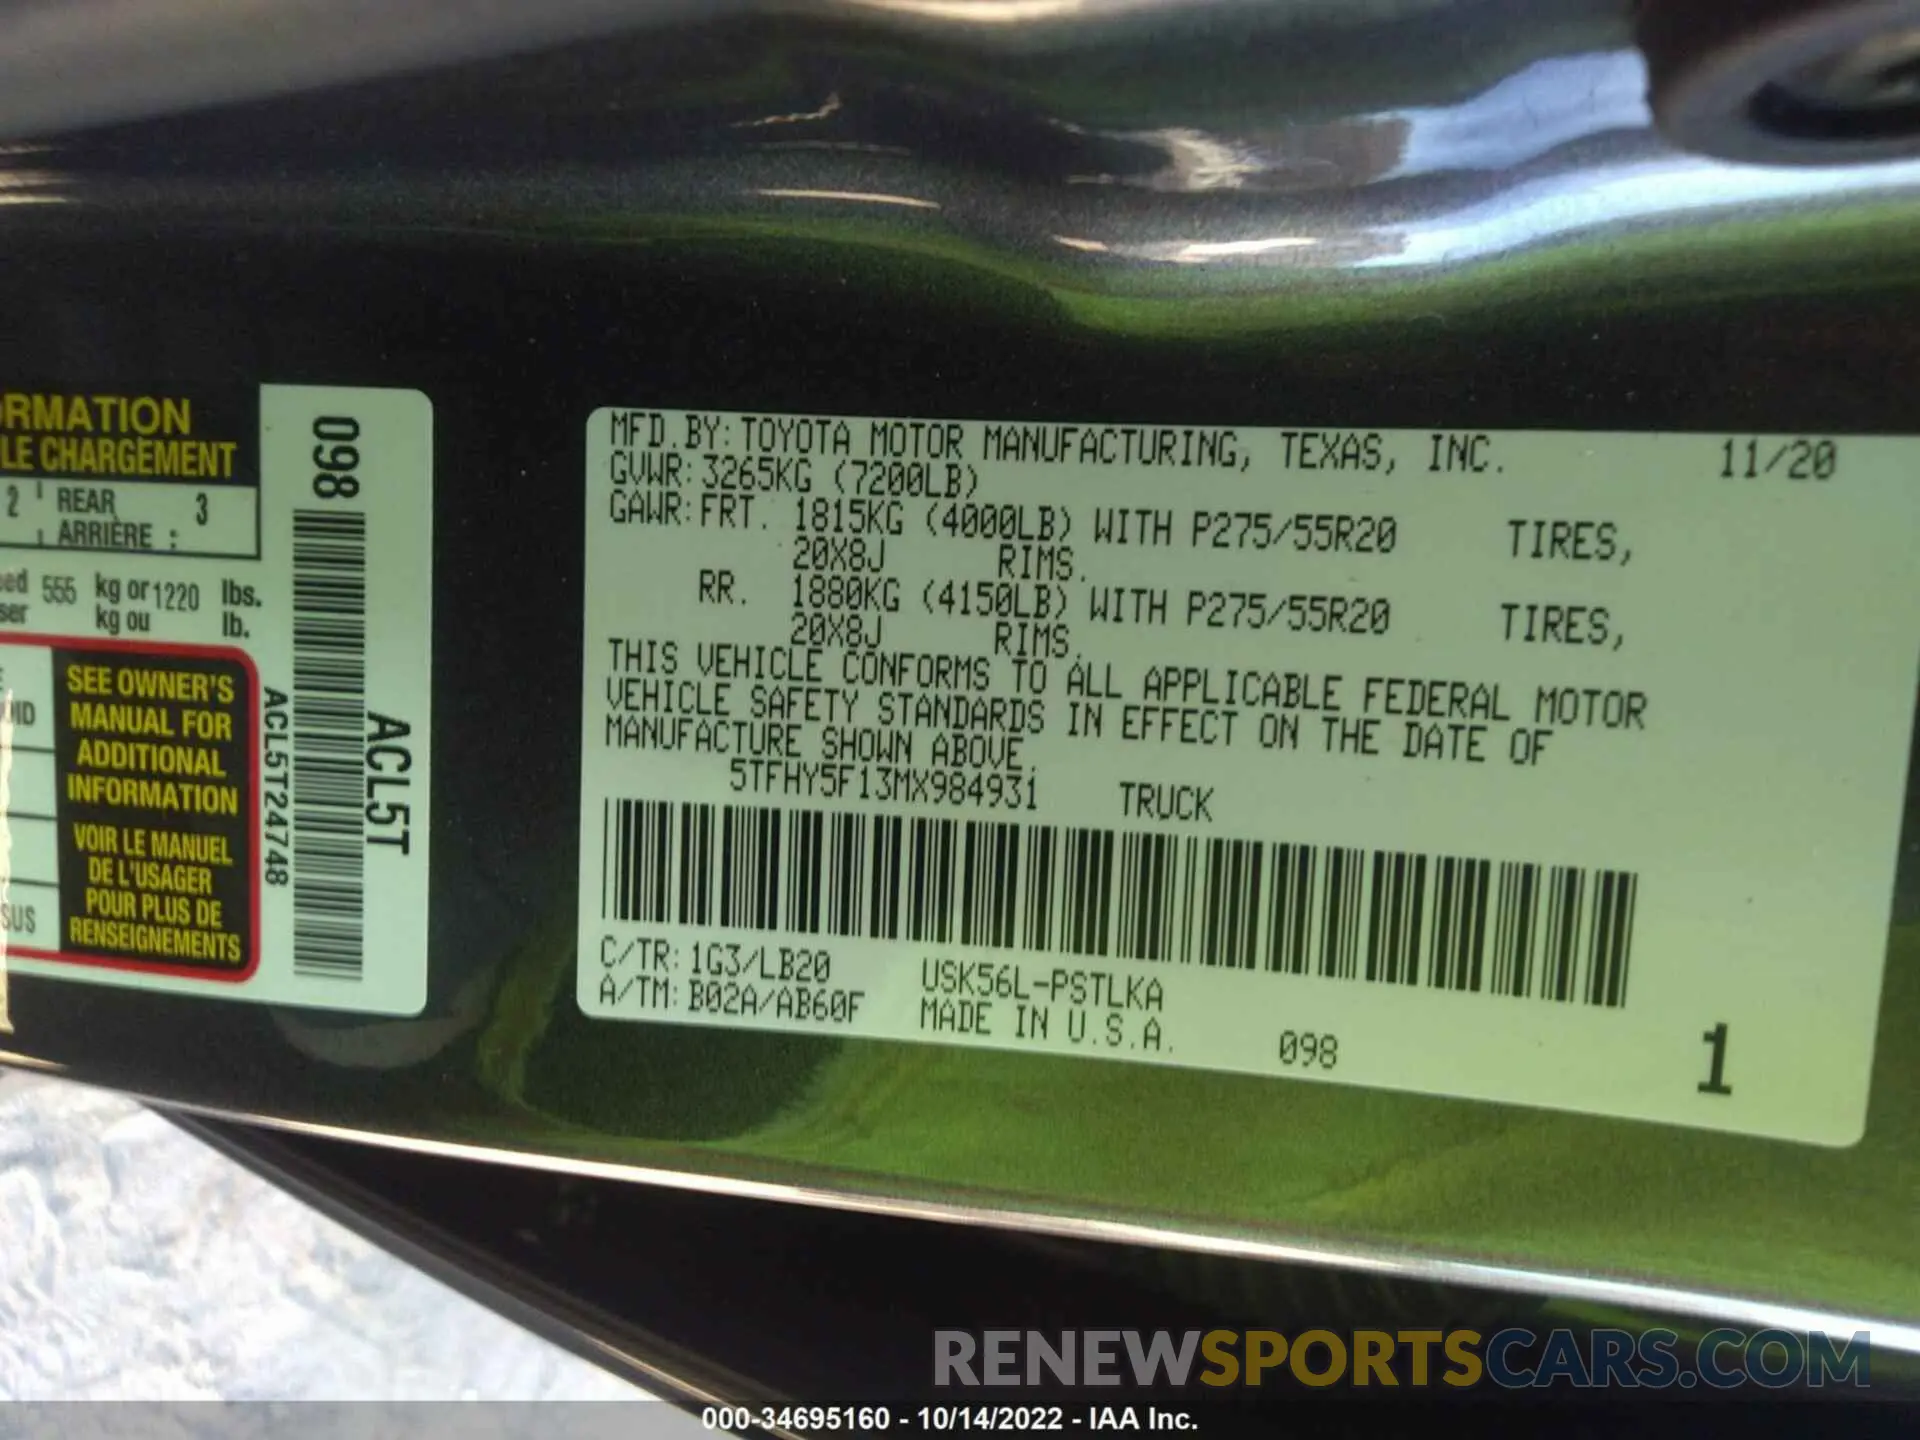 RMATION
LE CHARGEMENT
2 REAR 3
ARRIÈRE :
555 kg or 1220 lbs.
kg ou lb.
SEE OWNER'S
MANUAL FOR
ADDITIONAL
INFORMATION
VOIR LE MANUEL
DE L'USAGER
POUR PLUS DE
RENSEIGNEMENTS
SUS
098
ACL5T
ACL5T24748
MFD.BY:TOYOTA MOTOR MANUFACTURING, TEXAS, INC. 11/20
GVWR:3265KG (7200LB)
GAWR:FRT. 1815KG (4000LB) WITH P275/55R20 TIRES,
20X8J RIMS.
RR. 1880KG (4150LB) WITH P275/55R20 TIRES,
20X8J RIMS.
THIS VEHICLE CONFORMS TO ALL APPLICABLE FEDERAL MOTOR
VEHICLE SAFETY STANDARDS IN EFFECT ON THE DATE OF
MANUFACTURE SHOWN ABOVE.
5TFHY5F13MX984931 TRUCK
C/TR:1G3/LB20 USK56L-PSTLKA
A/TM:B02A/AB60F MADE IN U.S.A. 098 1
RENEWSPORTSCARS.COM
000-34695160 - 10/14/2022 - IAA Inc.